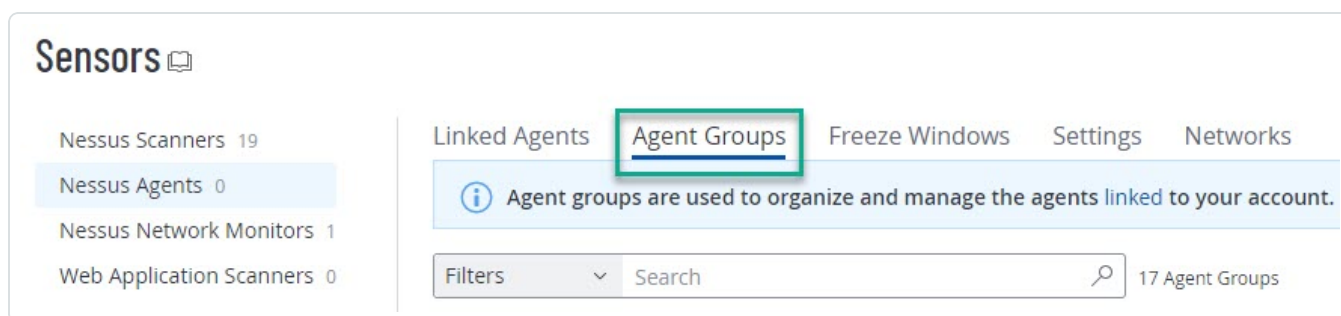 Sensors
Nessus Scanners 19
Nessus Agents 0
Nessus Network Monitors 1
Web Application Scanners 0
Linked Agents Agent Groups Freeze Windows Settings Networks
Agent groups are used to organize and manage the agents linked to your account.
Filters Search 17 Agent Groups